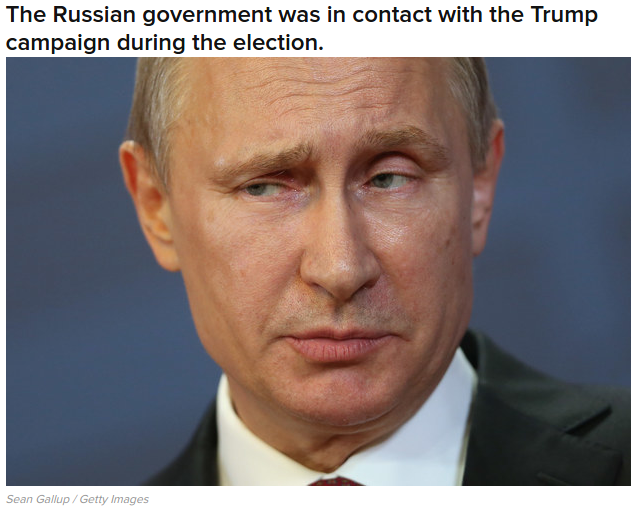 The Russian government was in contact with the Trump
campaign during the election.
Sean Gallup / Getty Images